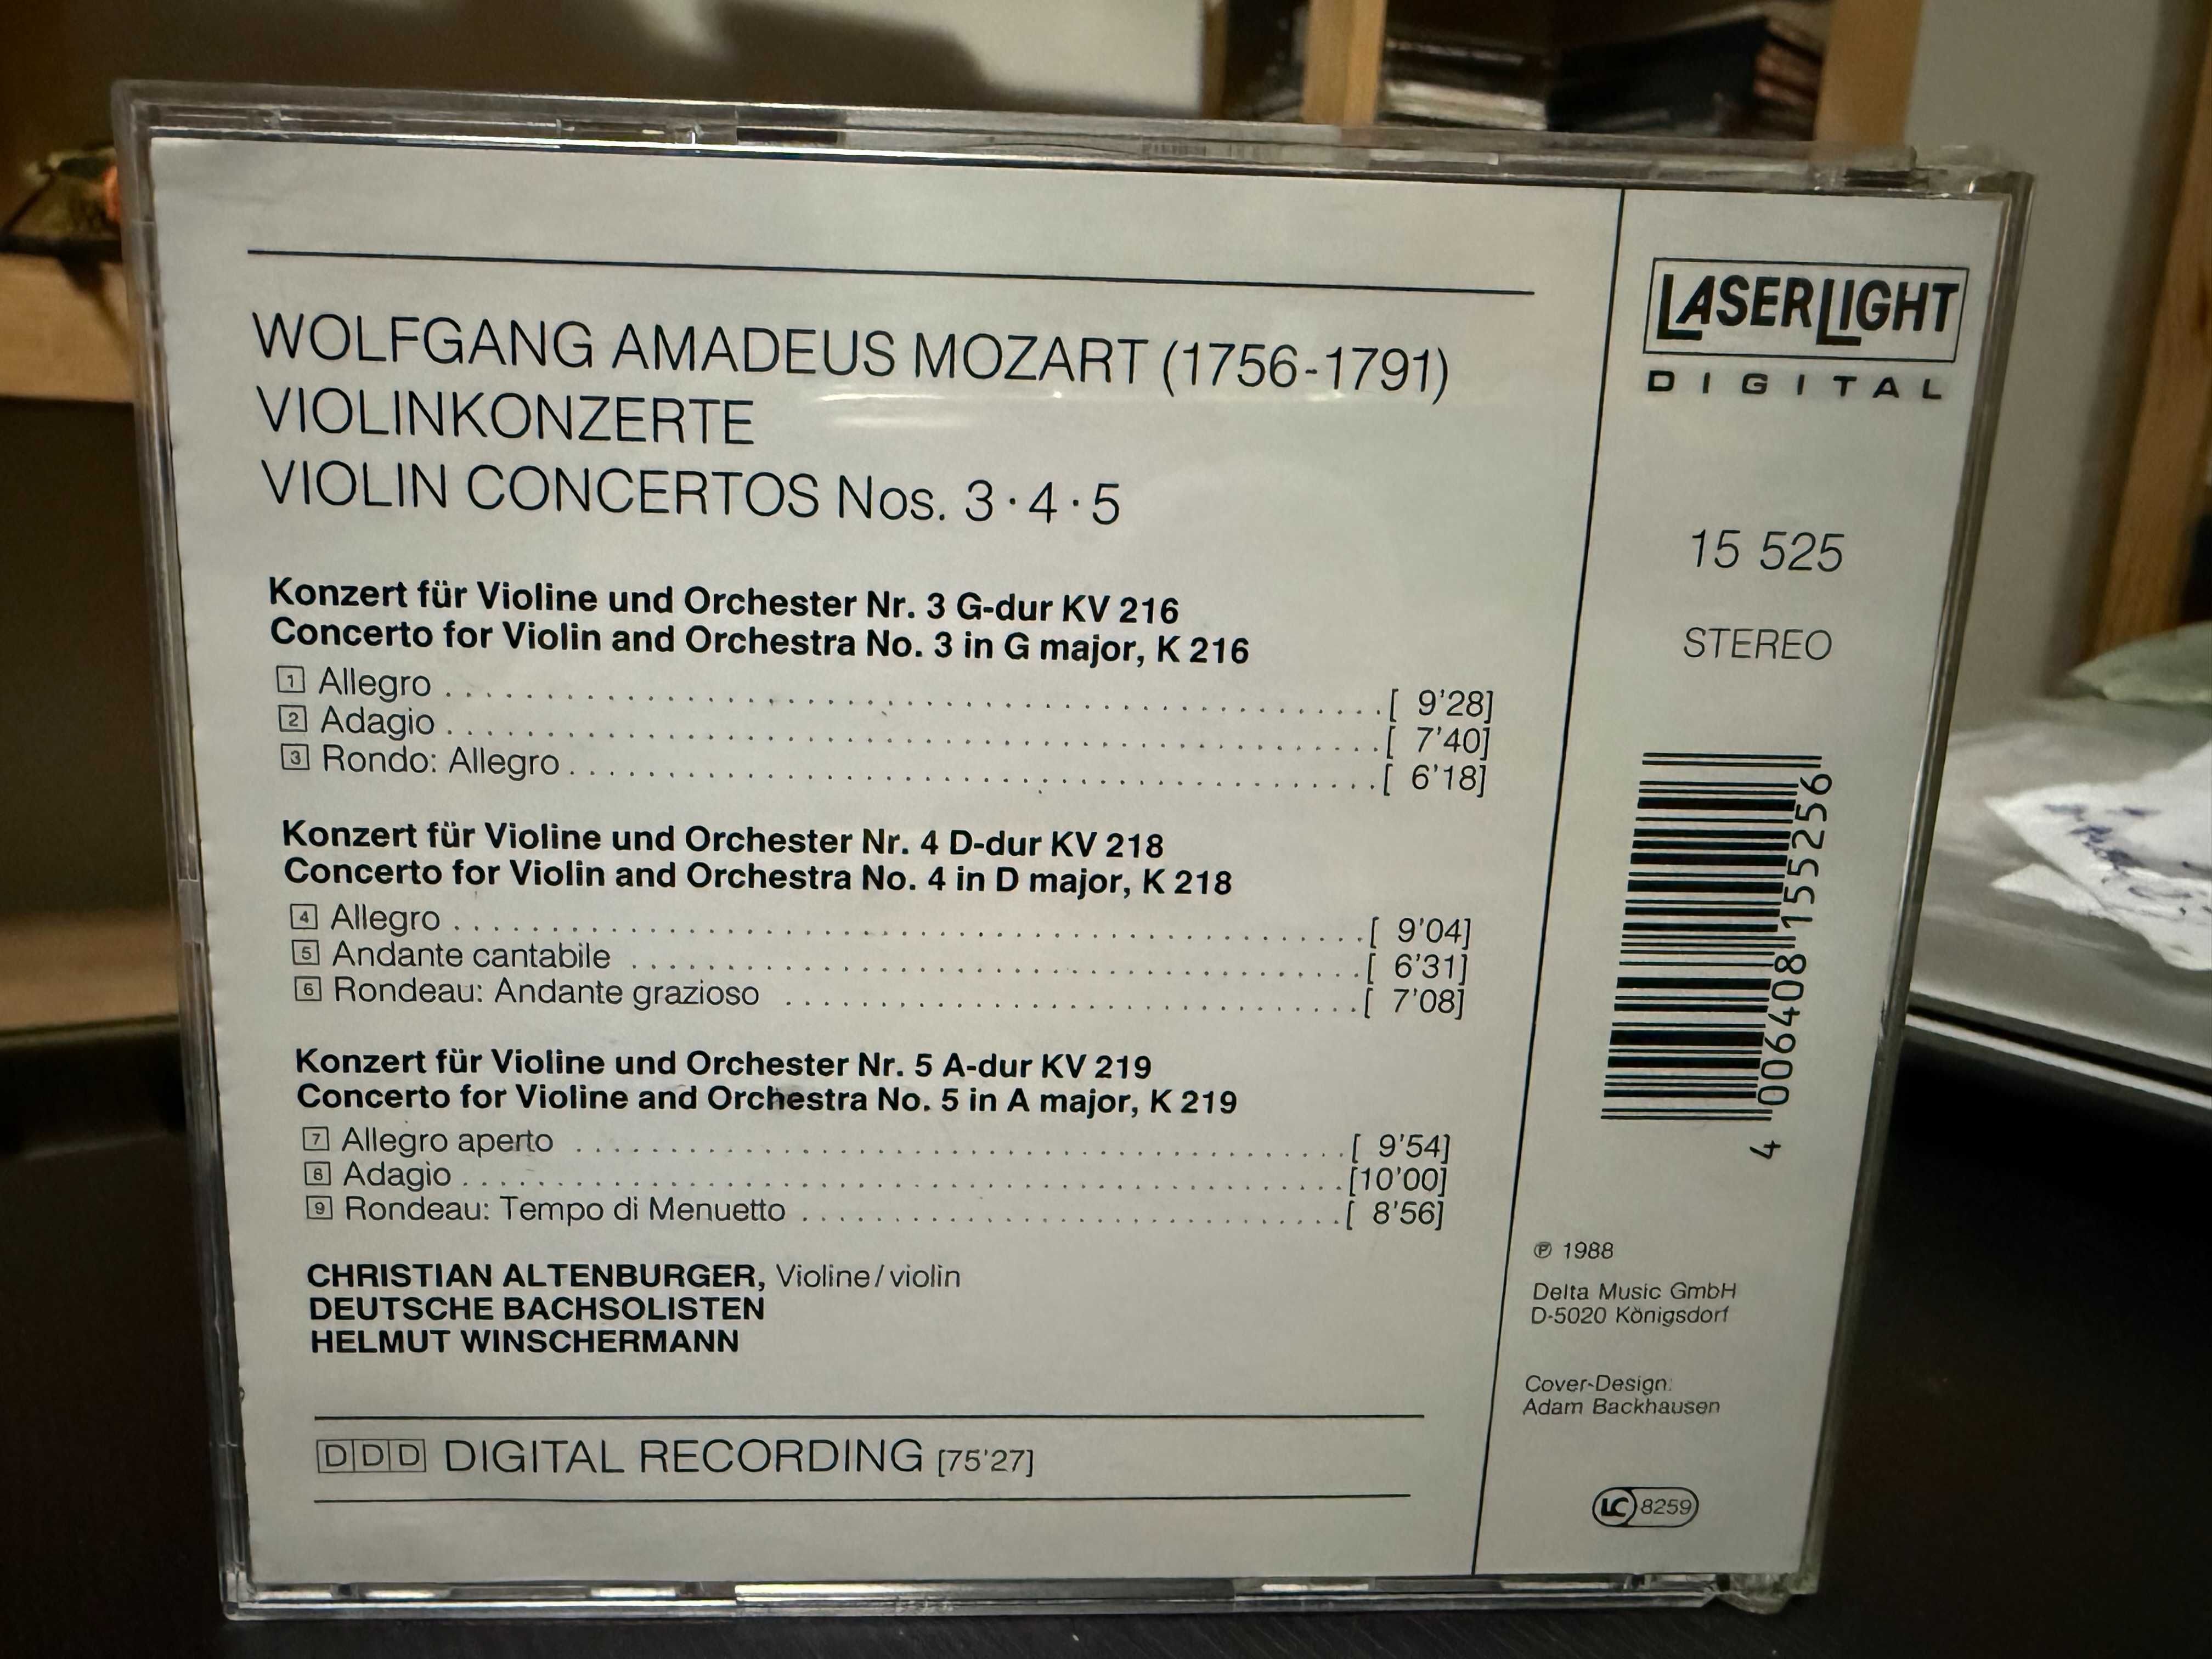 WOLFGANG AMADEUS MOZART (1756-1791)
VIOLINKONZERTE
VIOLIN CONCERTOS Nos. 3·4·5
Konzert für Violine und Orchester Nr. 3 G-dur KV 216
Concerto for Violin and Orchestra No. 3 in G major, K 216
1 Allegro [ 9'28]
2 Adagio [ 7'40]
3 Rondo: Allegro [ 6'18]
Konzert für Violine und Orchester Nr. 4 D-dur KV 218
Concerto for Violin and Orchestra No. 4 in D major, K 218
4 Allegro [ 9'04]
5 Andante cantabile [ 6'31]
6 Rondeau: Andante grazioso [ 7'08]
Konzert für Violine und Orchester Nr. 5 A-dur KV 219
Concerto for Violine and Orchestra No. 5 in A major, K 219
7 Allegro aperto [ 9'54]
8 Adagio [10'00]
9 Rondeau: Tempo di Menuetto [ 8'56]
CHRISTIAN ALTENBURGER, Violine/violin
DEUTSCHE BACHSOLISTEN
HELMUT WINSCHERMANN
DDD DIGITAL RECORDING [75'27]
LASERLIGHT
DIGITAL
15 525
STEREO
4 006408 155256
℗ 1988
Delta Music GmbH
D-5020 Königsdorf
Cover-Design:
Adam Backhausen
LC 8259